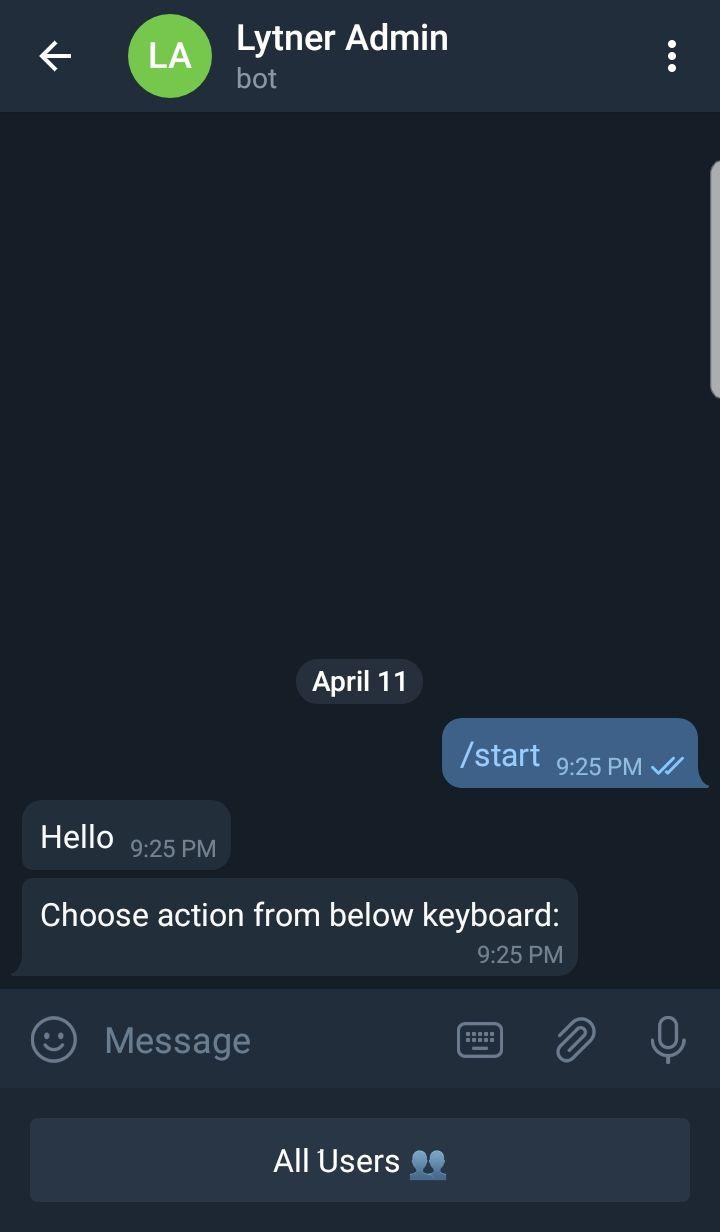 LA
Lytner Admin
bot
April 11
/start 9:25 PM
Hello 9:25 PM
Choose action from below keyboard:
9:25 PM
Message
All Users 👥